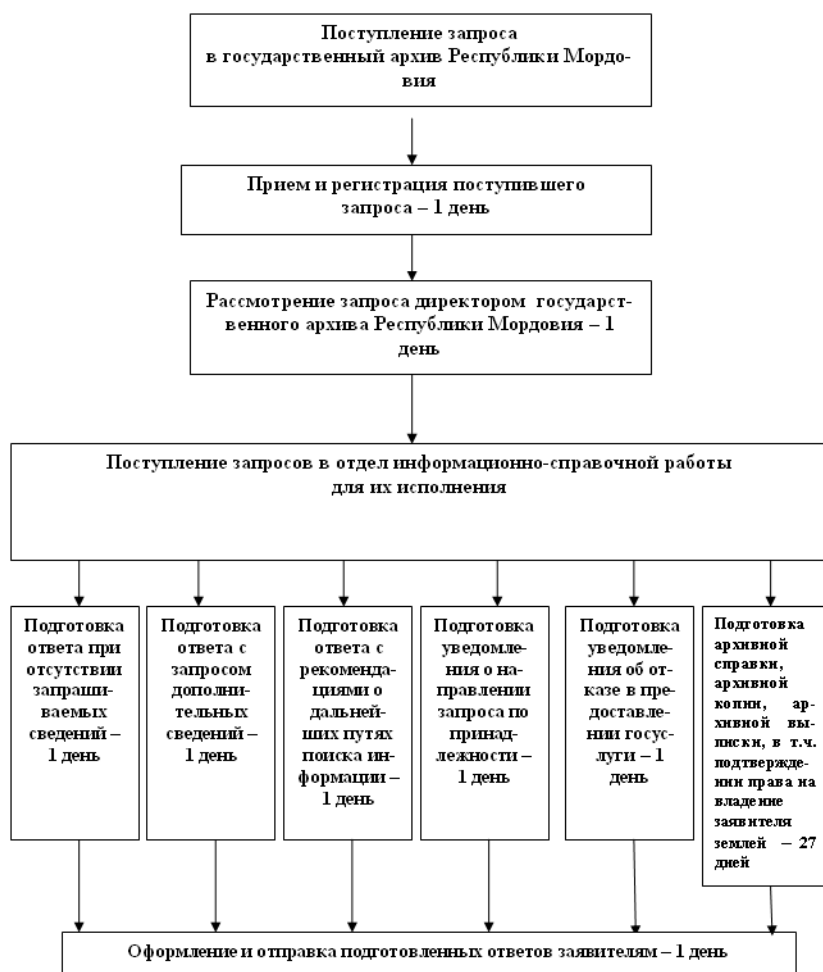 Поступление запроса
в государственный архив Республики Мордо-
вия
Прием и регистрация поступившего
запроса – 1 день
Рассмотрение запроса директором государст-
венного архива Республики Мордовия – 1
день
Поступление запросов в отдел информационно-справочной работы
для их исполнения
Подготовка
ответа при
отсутствии
запраши-
ваемых
сведений –
1 день
Подготовка
ответа с
запросом
дополни-
тельных
сведений –
1 день
Подготовка
ответа с
рекоменда-
циями о
дальней-
ших путях
поиска ин-
формации –
1 день
Подготовка
уведомле-
ния о на-
правлении
запроса по
принад-
лежности –
1 день
Подготовка
уведомле-
ния об от-
казе в пре-
доставле-
нии госус-
луги – 1
день
Подготовка
архивной
справки,
архивной
копии, ар-
хивной вы-
писки, в т.ч.
подтвержде-
нии права на
владение
заявителя
землей – 27
дней
Оформление и отправка подготовленных ответов заявителям – 1 день